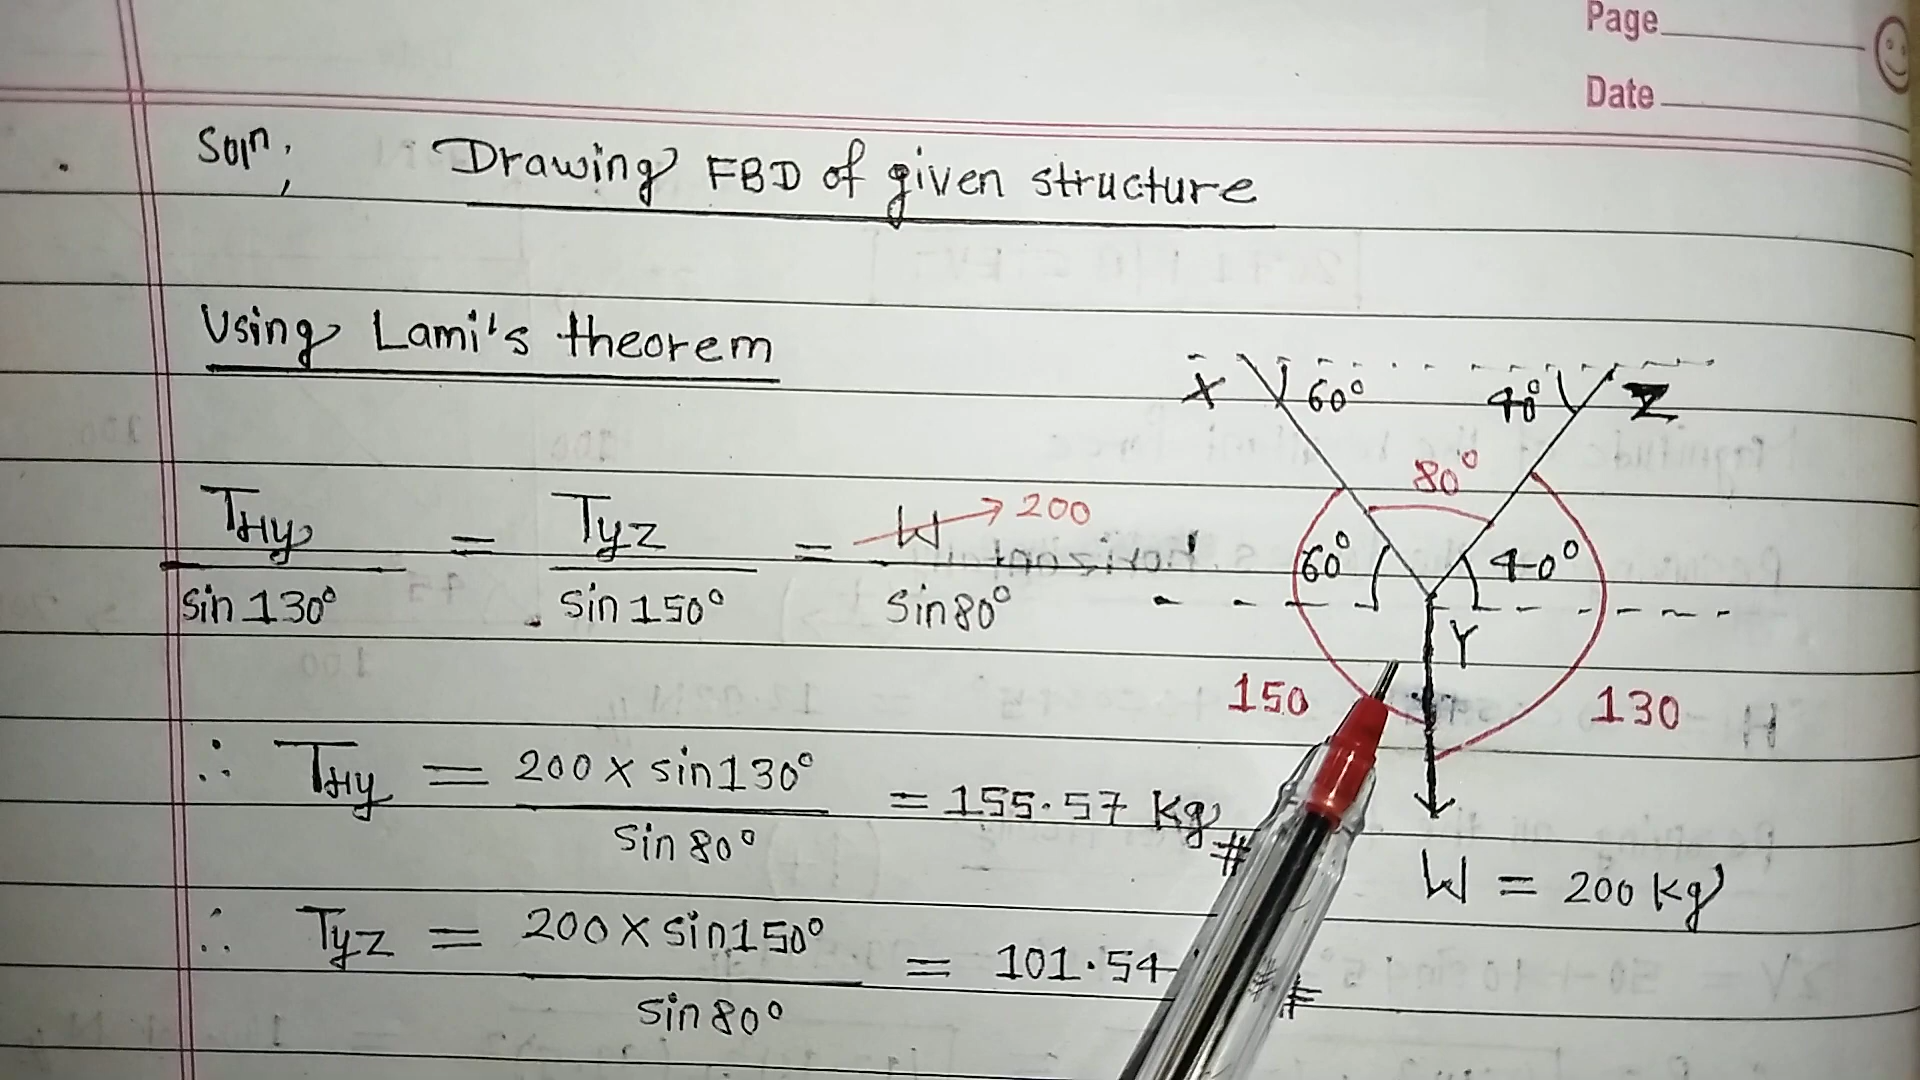 Page
Date
Soln, Drawing FBD of given structure
Using Lami's theorem
X 60° 40° Z
80°
THy / sin 130° = Tyz / sin 150° = W → 200 / sin 80°
60° 40°
Y
150 130
∴ THy = 200 x sin 130° / sin 80° = 155.57 kg #
W = 200 kg
∴ Tyz = 200 x sin 150° / sin 80° = 101.54